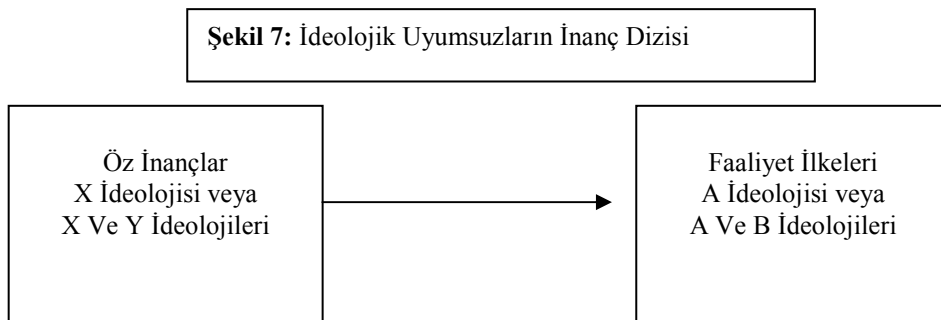 Şekil 7: İdeolojik Uyumsuzların İnanç Dizisi
Öz İnançlar
X İdeolojisi veya
X Ve Y İdeolojileri
Faaliyet İlkeleri
A İdeolojisi veya
A Ve B İdeolojileri